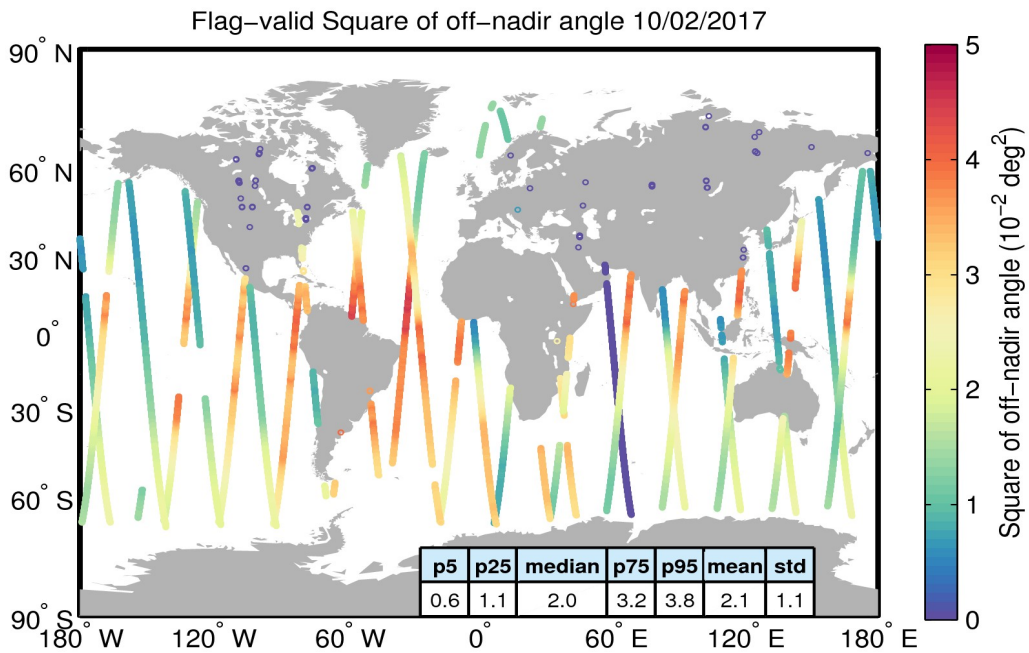 Flag−valid Square of off−nadir angle 10/02/2017
90° N
60° N
30° N
0°
30° S
60° S
90° S
180° W
120° W
60° W
0°
60° E
120° E
180° E
p5 p25 median p75 p95 mean std
0.6 1.1 2.0 3.2 3.8 2.1 1.1
5
4
3
2
1
0
Square of off−nadir angle (10⁻² deg²)